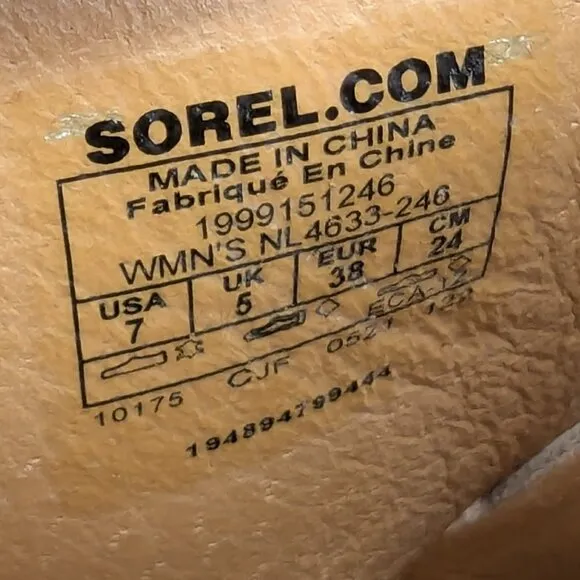 SOREL.COM
MADE IN CHINA
Fabriqué En Chine
1999151246
WMN'S NL4633-246
USA UK EUR CM
7 5 38 24
ECA-12
10175 CJF 0521
194894799444